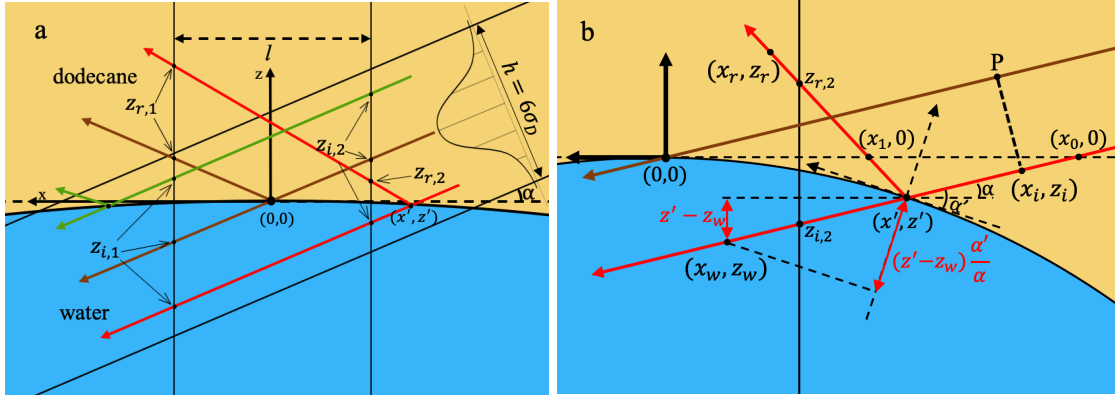 a
l
z
h = 6σ_D
dodecane
z_{r,1}
z_{i,2}
z_{r,2}
x
α
(0,0)
(x', z')
z_{i,1}
water
b
P
(x_r, z_r)
z_{r,2}
(x_1, 0)
(x_0, 0)
(0,0)
α
(x_i, z_i)
α'
z' − z_w
(x', z')
z_{i,2}
(x_w, z_w)
(z' − z_w) α'/α